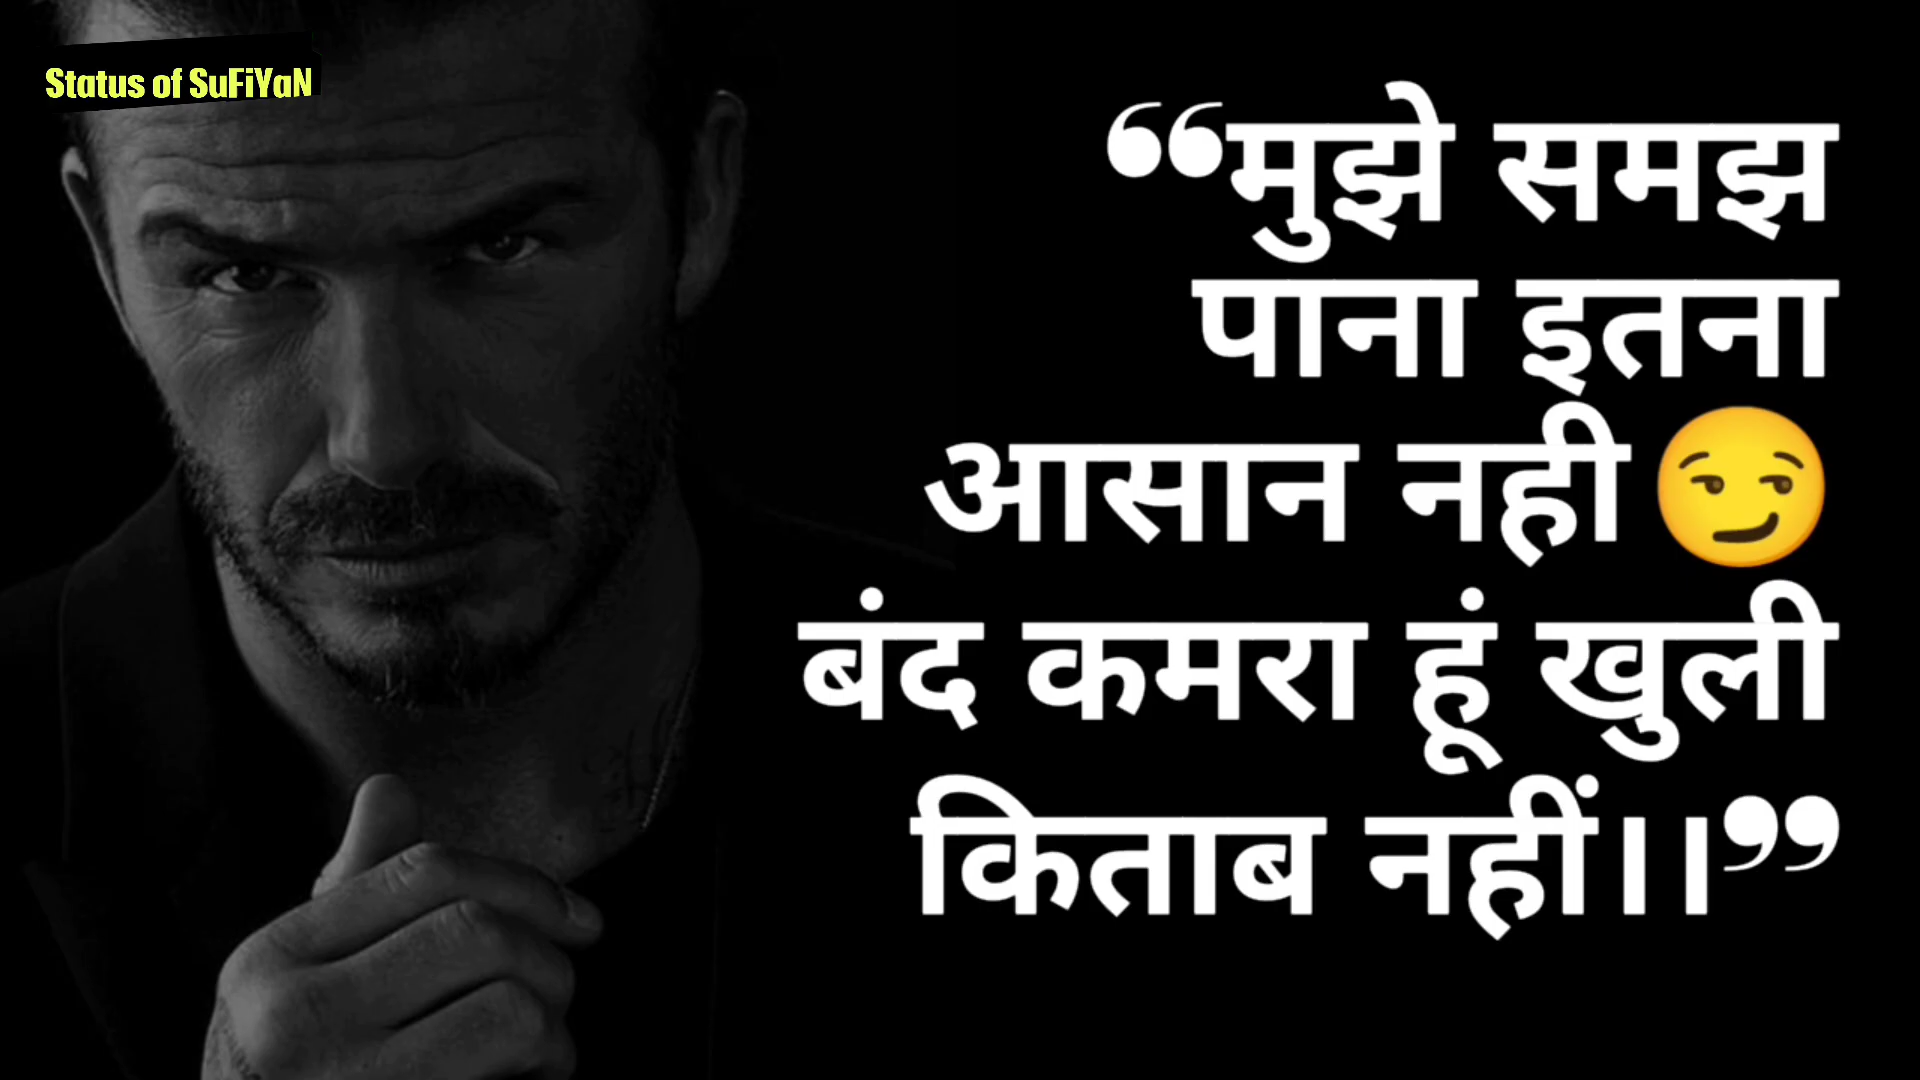 Status of SuFiYaN
“मुझे समझ
पाना इतना
आसान नही😏
बंद कमरा हूं खुली
किताब नहीं।।”